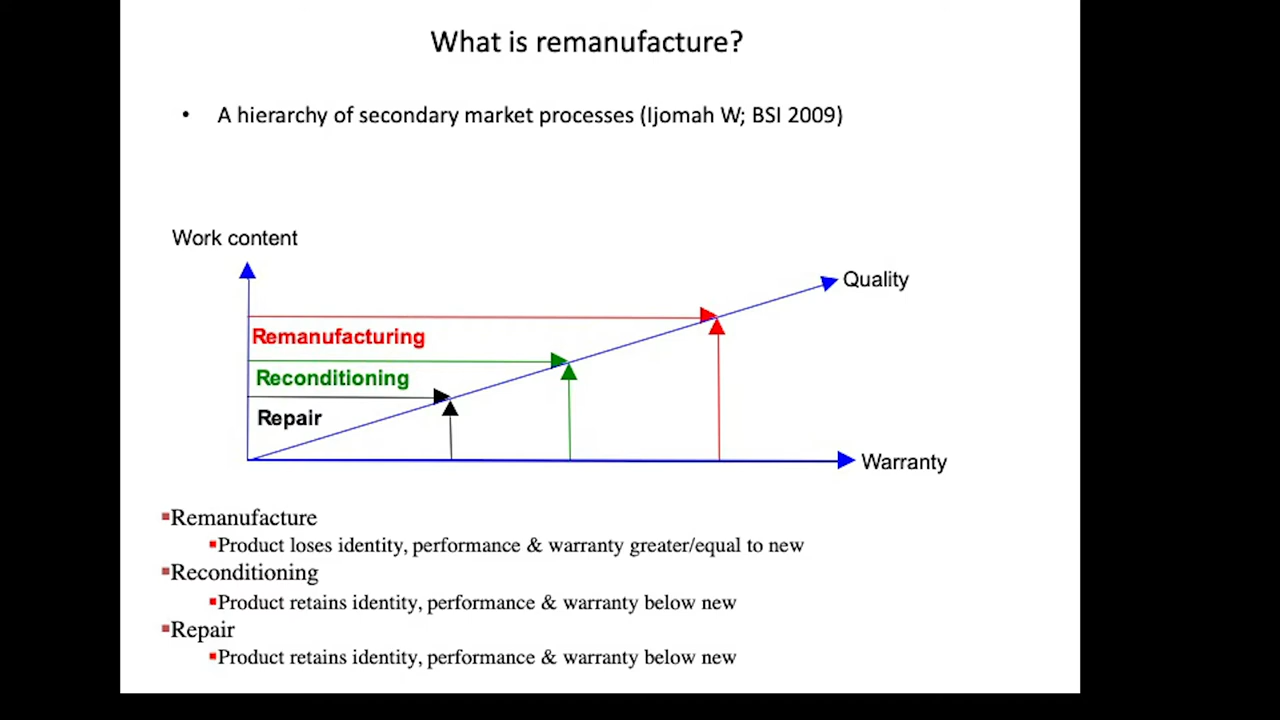 What is remanufacture?
• A hierarchy of secondary market processes (Ijomah W; BSI 2009)
Work content
Quality
Remanufacturing
Reconditioning
Repair
Warranty
▪Remanufacture
▪Product loses identity, performance & warranty greater/equal to new
▪Reconditioning
▪Product retains identity, performance & warranty below new
▪Repair
▪Product retains identity, performance & warranty below new